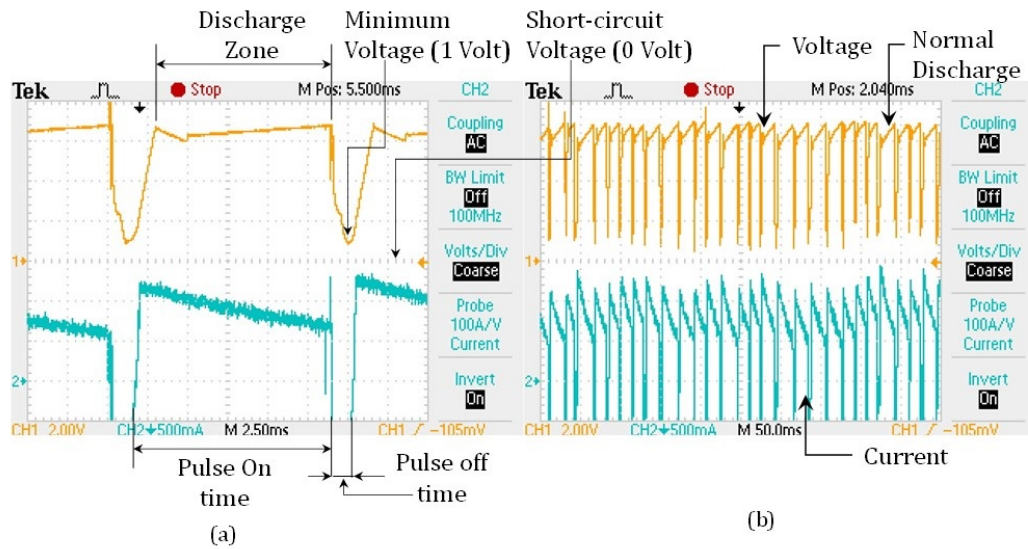 Discharge
Zone
Minimum
Voltage (1 Volt)
Short-circuit
Voltage (0 Volt)
Voltage
Normal
Discharge
Tek
Stop
M Pos: 5.500ms
CH2
Coupling
AC
BW Limit
Off
100MHz
Volts/Div
Coarse
Probe
100A/V
Current
Invert
On
1
2
CH1 2.00V
CH2 500mA
M 2.50ms
CH1 / -105mV
Pulse On
time
Pulse off
time
(a)
Tek
Stop
M Pos: 2.040ms
CH2
Coupling
AC
BW Limit
Off
100MHz
Volts/Div
Coarse
Probe
100A/V
Current
Invert
On
1
2
CH1 2.00V
CH2 500mA
M 50.0ms
CH1 / -105mV
Current
(b)